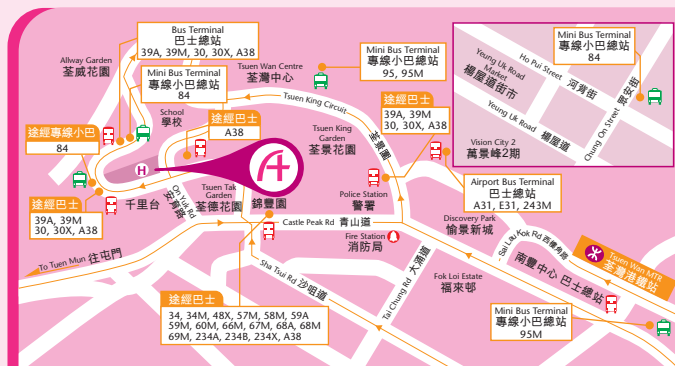 Bus Terminal
巴士總站
39A, 39M, 30, 30X, A38
Allway Garden
荃威花園
Mini Bus Terminal
專線小巴總站
84
Tsuen Wan Centre
荃灣中心
Mini Bus Terminal
專線小巴總站
95, 95M
Yeung Uk Road
Market
楊屋道街市
Ho Pui Street 河背街
Yeung Uk Road 楊屋道
Chung On Street 眾安街
Mini Bus Terminal
專線小巴總站
84
Vision City 2
萬景峰2期
School
學校
途經專線小巴
84
途經巴士
A38
Tsuen King Circuit
荃景圍
Tsuen King
Garden
荃景花園
途經巴士
39A, 39M
30, 30X, A38
H
途經巴士
39A, 39M
30, 30X, A38
千里台
On Yuk Rd
安育路
Tsuen Tak
Garden
荃德花園
錦豐園
Police Station
警署
Airport Bus Terminal
巴士總站
A31, E31, 243M
Castle Peak Rd 青山道
Fire Station
消防局
Discovery Park
愉景新城
Sai Lau Kok Rd 西樓角路
Tsuen Wan MTR
荃灣港鐵站
To Tuen Mun 往屯門
Sha Tsui Rd 沙咀道
Tai Chung Rd 大涌道
Fok Loi Estate
福來邨
南豐中心 巴士總站
途經巴士
34, 34M, 48X, 57M, 58M, 59A
59M, 60M, 66M, 67M, 68A, 68M
69M, 234A, 234B, 234X, A38
Mini Bus Terminal
專線小巴總站
95M